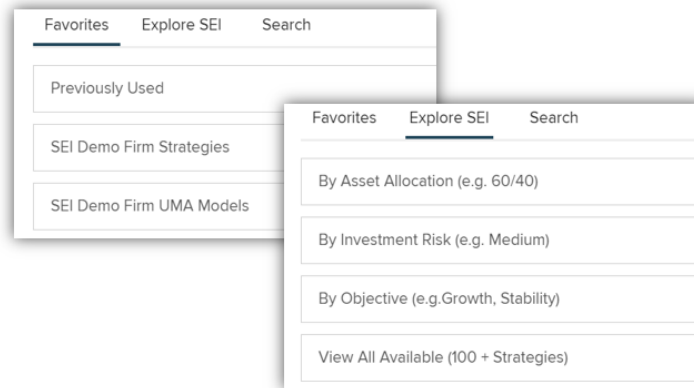 Favorites Explore SEI Search
Previously Used
SEI Demo Firm Strategies
SEI Demo Firm UMA Models
Favorites Explore SEI Search
By Asset Allocation (e.g. 60/40)
By Investment Risk (e.g. Medium)
By Objective (e.g.Growth, Stability)
View All Available (100 + Strategies)